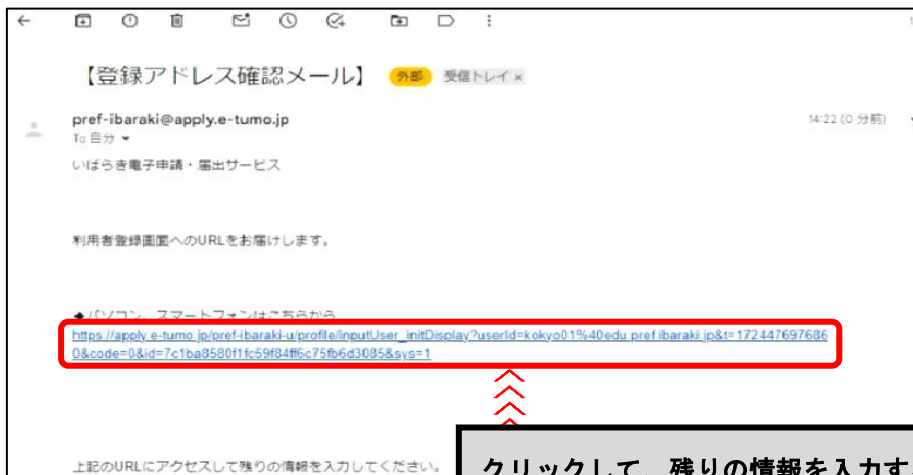 【登録アドレス確認メール】 外部 受信トレイ ×
pref-ibaraki@apply.e-tumo.jp 14:22 (0 分前)
To 自分
いばらき電子申請・届出サービス
利用者登録画面へのURLをお届けします。
◆パソコン、スマートフォンはこちらから
https://apply.e-tumo.jp/pref-ibaraki-u/profile/inputUser_initDisplay?userId=kokyo01%40edu.pref.ibaraki.jp&t=172447697686
0&code=0&id=7c1ba8580f1fc59f84ff6c75fb6d3085&sys=1
上記のURLにアクセスして残りの情報を入力してください。
クリックして、残りの情報を入力す